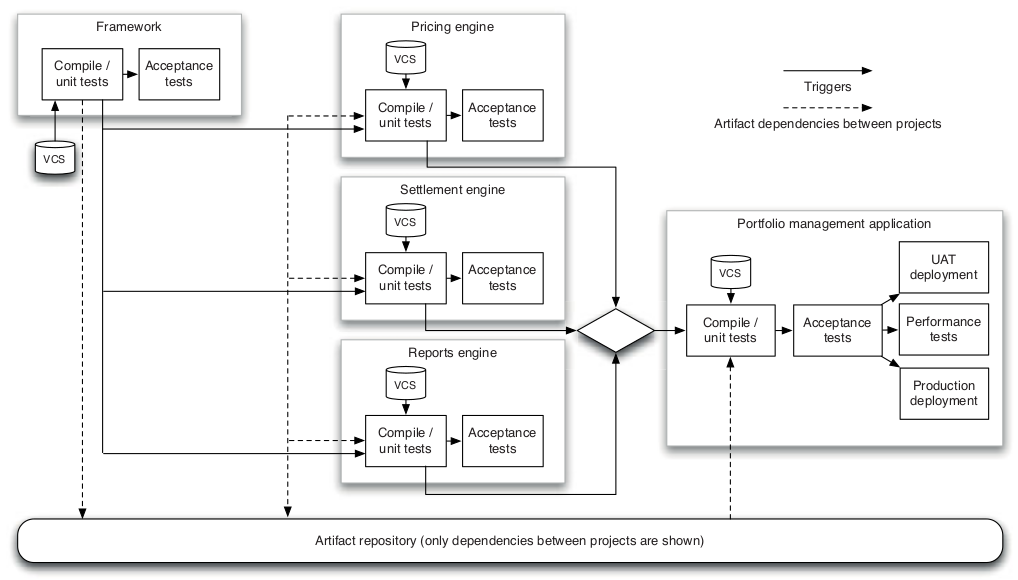 Framework
Compile /
unit tests
Acceptance
tests
VCS
Pricing engine
VCS
Compile /
unit tests
Acceptance
tests
Triggers
Artifact dependencies between projects
Settlement engine
VCS
Compile /
unit tests
Acceptance
tests
Reports engine
VCS
Compile /
unit tests
Acceptance
tests
Portfolio management application
VCS
Compile /
unit tests
Acceptance
tests
UAT
deployment
Performance
tests
Production
deployment
Artifact repository (only dependencies between projects are shown)